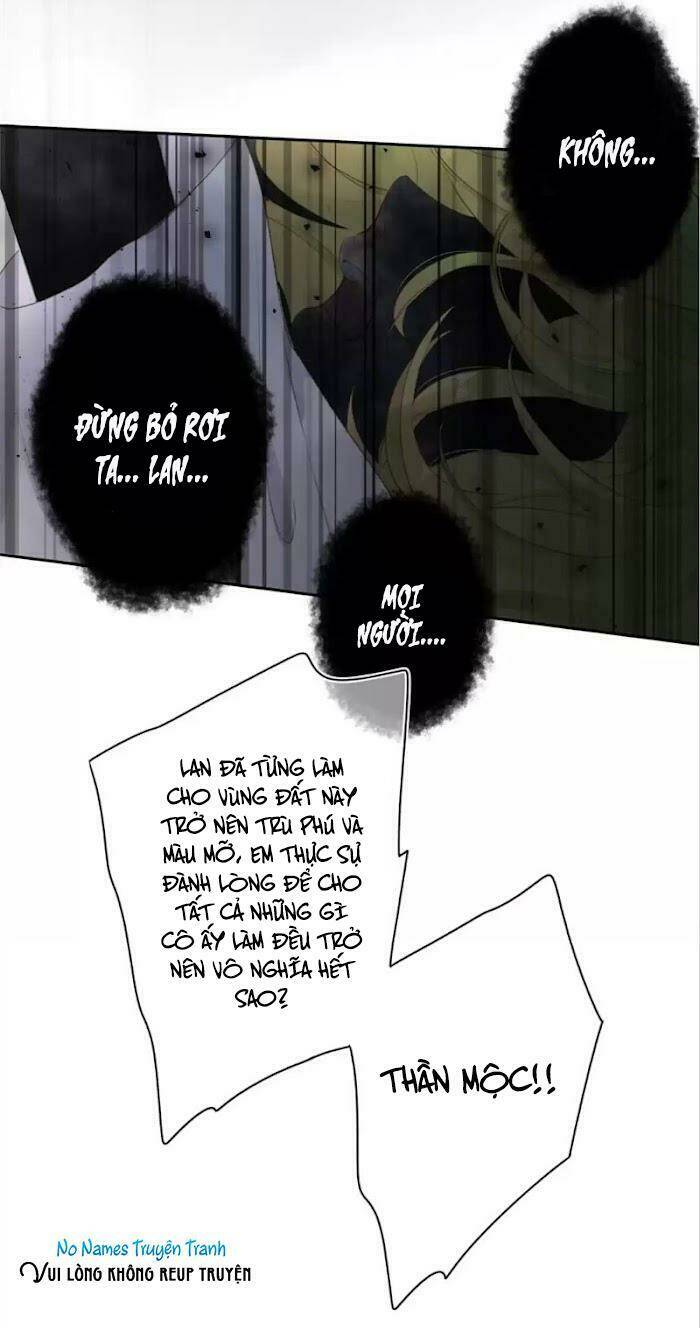 KHÔNG...
ĐỪNG BỎ RƠI
TA... LAN...
MỌI
NGƯỜI....
LAN ĐÃ TỪNG LÀM
CHO VÙNG ĐẤT NÀY
TRỞ NÊN TRÙ PHÚ VÀ
MÀU MỠ, EM THỰC SỰ
ĐÀNH LÒNG ĐỂ CHO
TẤT CẢ NHỮNG GÌ
CÔ ẤY LÀM ĐỀU TRỞ
NÊN VÔ NGHĨA HẾT
SAO?
THẦN MỘC!!
No Names Truyện Tranh
VUI LÒNG KHÔNG REUP TRUYỆN